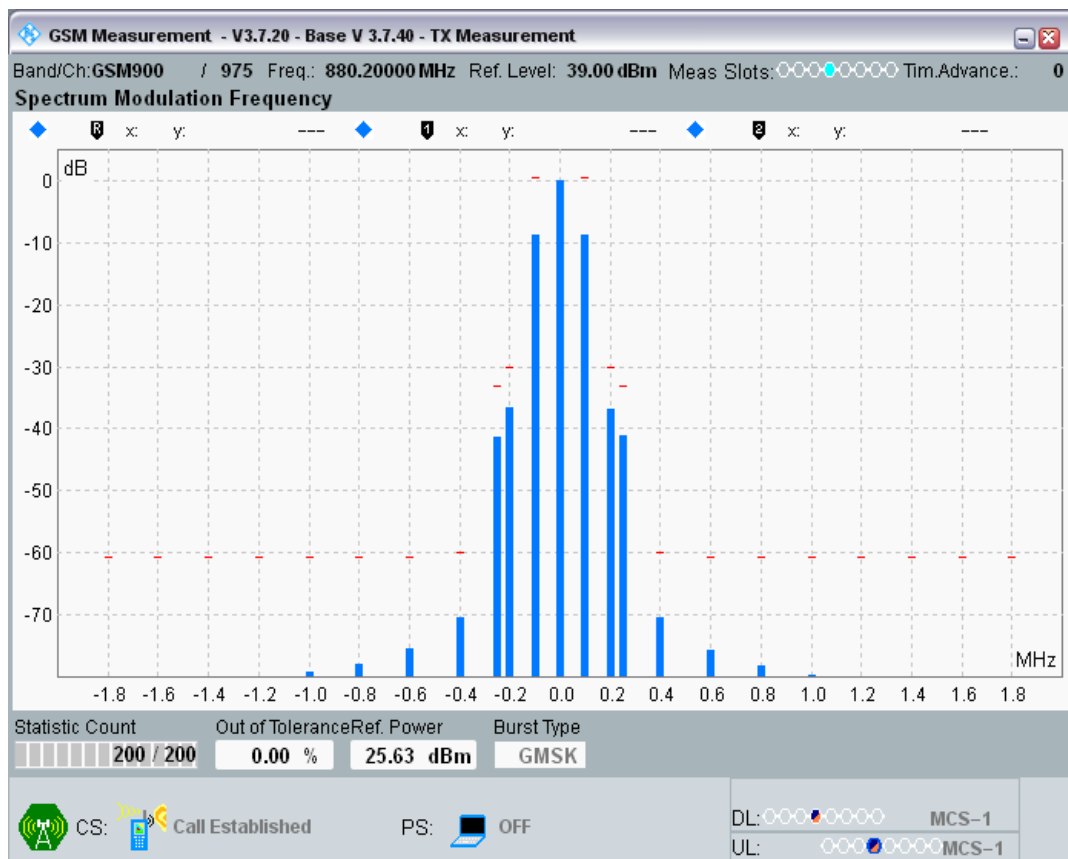 GSM Measurement - V3.7.20 - Base V 3.7.40 - TX Measurement
Band/Ch:GSM900 / 975 Freq.: 880.20000 MHz Ref. Level: 39.00 dBm Meas Slots: Tim.Advance.: 0
Spectrum Modulation Frequency
R x: y: --- 1 x: y: --- 2 x: y: ---
dB
0
-10
-20
-30
-40
-50
-60
-70
MHz
-1.8 -1.6 -1.4 -1.2 -1.0 -0.8 -0.6 -0.4 -0.2 0.0 0.2 0.4 0.6 0.8 1.0 1.2 1.4 1.6 1.8
Statistic Count Out of Tolerance Ref. Power Burst Type
200 / 200 0.00 % 25.63 dBm GMSK
CS: Call Established PS: OFF
DL: MCS-1
UL: MCS-1